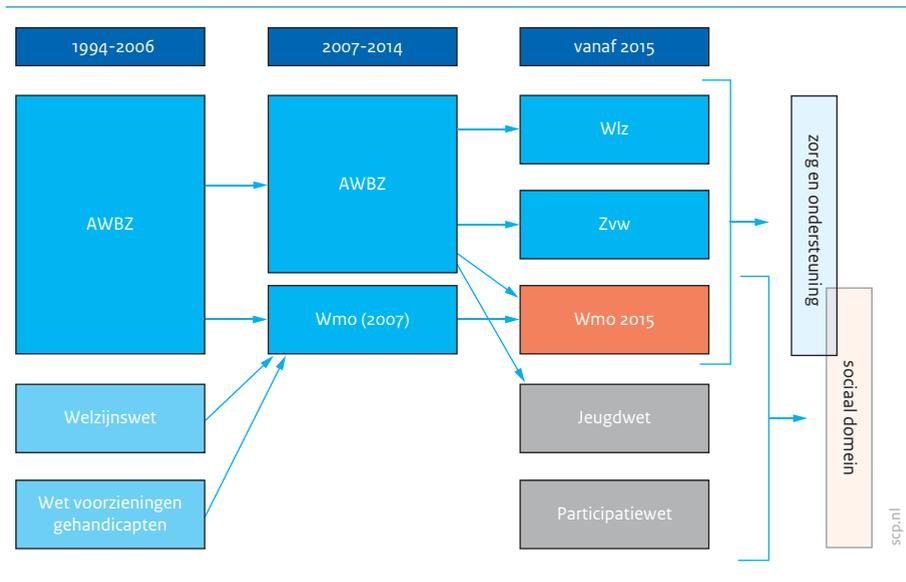 1994-2006
2007-2014
vanaf 2015
AWBZ
AWBZ
Wlz
Zvw
Wmo (2007)
Wmo 2015
Welzijnswet
Jeugdwet
Wet voorzieningen
gehandicapten
Participatiewet
zorg en ondersteuning
sociaal domein
scp.nl